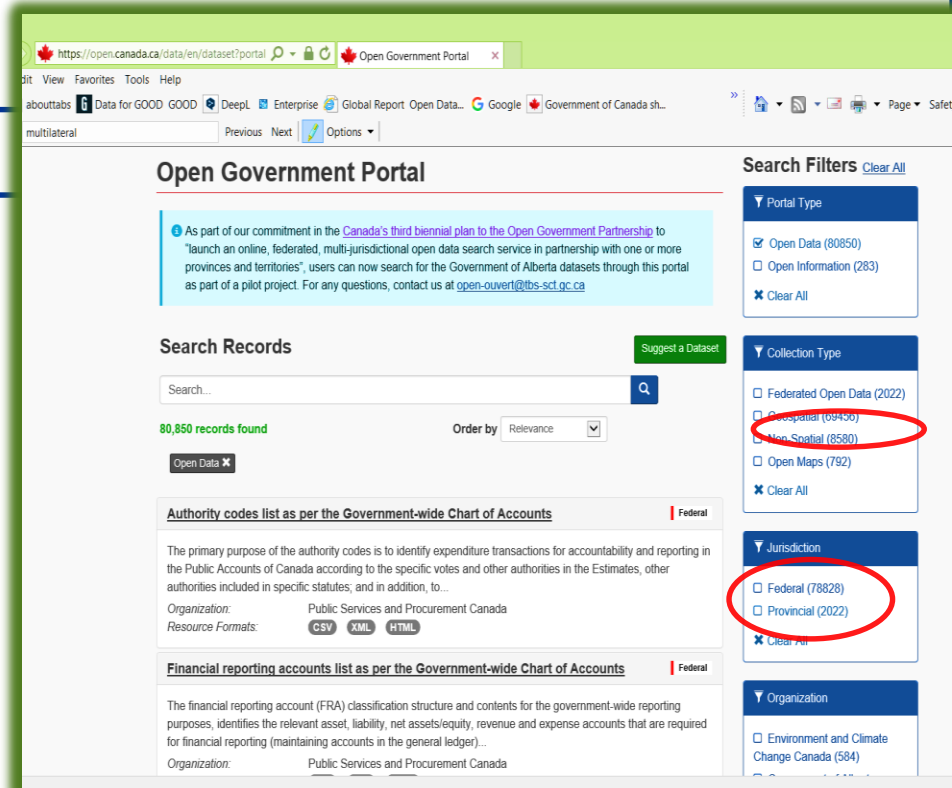 https://open.canada.ca/data/en/dataset?portal
Open Government Portal
dit View Favorites Tools Help
abouttabs Data for GOOD GOOD DeepL Enterprise Global Report Open Data... Google Government of Canada sh...
» Page Safet
multilateral Previous Next Options
Open Government Portal
As part of our commitment in the Canada's third biennial plan to the Open Government Partnership to
"launch an online, federated, multi-jurisdictional open data search service in partnership with one or more
provinces and territories", users can now search for the Government of Alberta datasets through this portal
as part of a pilot project. For any questions, contact us at open-ouvert@tbs-sct.gc.ca
Search Records
Suggest a Dataset
Search...
80,850 records found
Order by Relevance
Open Data ✖
Authority codes list as per the Government-wide Chart of Accounts
Federal
The primary purpose of the authority codes is to identify expenditure transactions for accountability and reporting in
the Public Accounts of Canada according to the specific votes and other authorities in the Estimates, other
authorities included in specific statutes; and in addition, to...
Organization: Public Services and Procurement Canada
Resource Formats: CSV XML HTML
Financial reporting accounts list as per the Government-wide Chart of Accounts
Federal
The financial reporting account (FRA) classification structure and contents for the government-wide reporting
purposes, identifies the relevant asset, liability, net assets/equity, revenue and expense accounts that are required
for financial reporting (maintaining accounts in the general ledger)...
Organization: Public Services and Procurement Canada
Search Filters Clear All
Portal Type
Open Data (80850)
Open Information (283)
✖ Clear All
Collection Type
Federated Open Data (2022)
Geospatial (69456)
Non-Spatial (8580)
Open Maps (792)
✖ Clear All
Jurisdiction
Federal (78828)
Provincial (2022)
✖ Clear All
Organization
Environment and Climate
Change Canada (584)